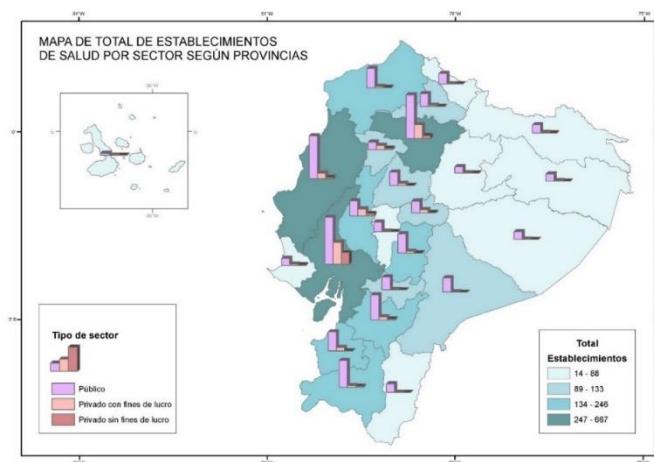 MAPA DE TOTAL DE ESTABLECIMIENTOS
DE SALUD POR SECTOR SEGÚN PROVINCIAS
Tipo de sector
Público
Privado con fines de lucro
Privado sin fines de lucro
Total
Establecimientos
14 - 88
89 - 133
134 - 246
247 - 667